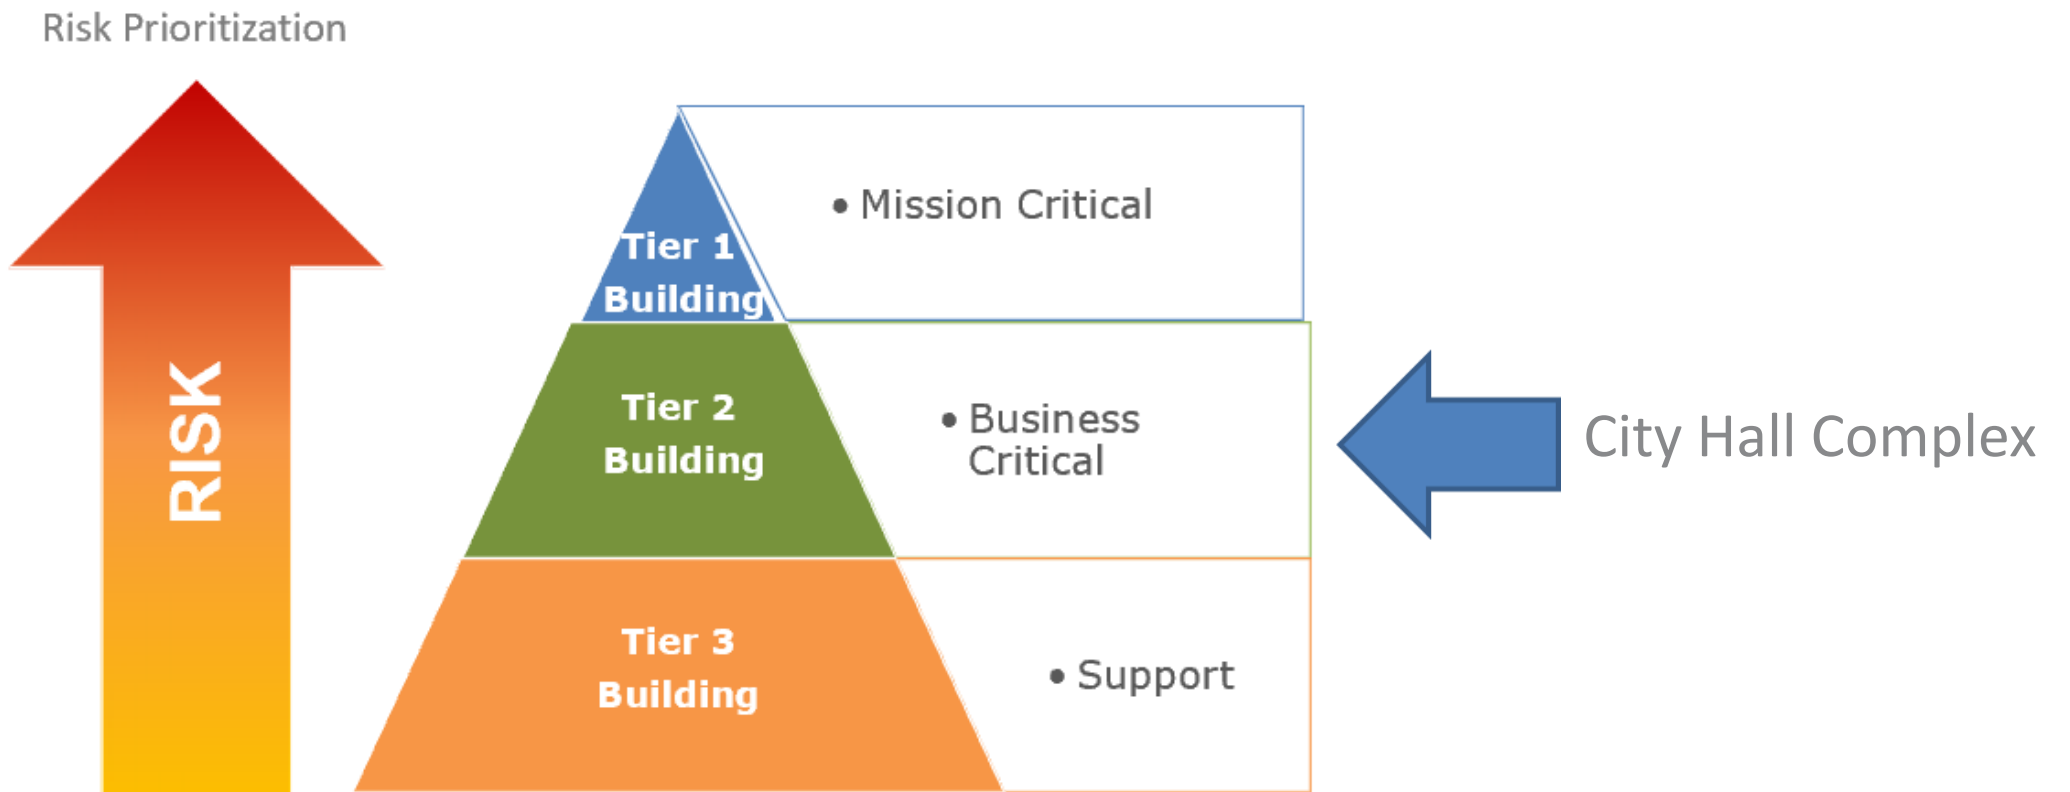 Risk Prioritization
RISK
Tier 1
Building
• Mission Critical
Tier 2
Building
• Business
Critical
City Hall Complex
Tier 3
Building
• Support